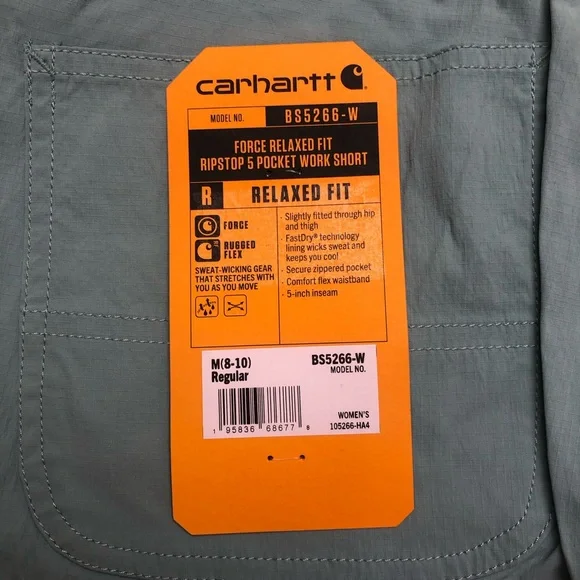 carhartt
MODEL NO. BS5266-W
FORCE RELAXED FIT
RIPSTOP 5 POCKET WORK SHORT
R RELAXED FIT
FORCE
RUGGED
FLEX
SWEAT-WICKING GEAR
THAT STRETCHES WITH
YOU AS YOU MOVE
· Slightly fitted through hip
and thigh
· FastDry® technology
lining wicks sweat and
keeps you cool
· Secure zippered pocket
· Comfort flex waistband
· 5-inch inseam
M(8-10)
Regular
BS5266-W
MODEL NO.
1 95836 68677 8
WOMEN'S
105266-HA4